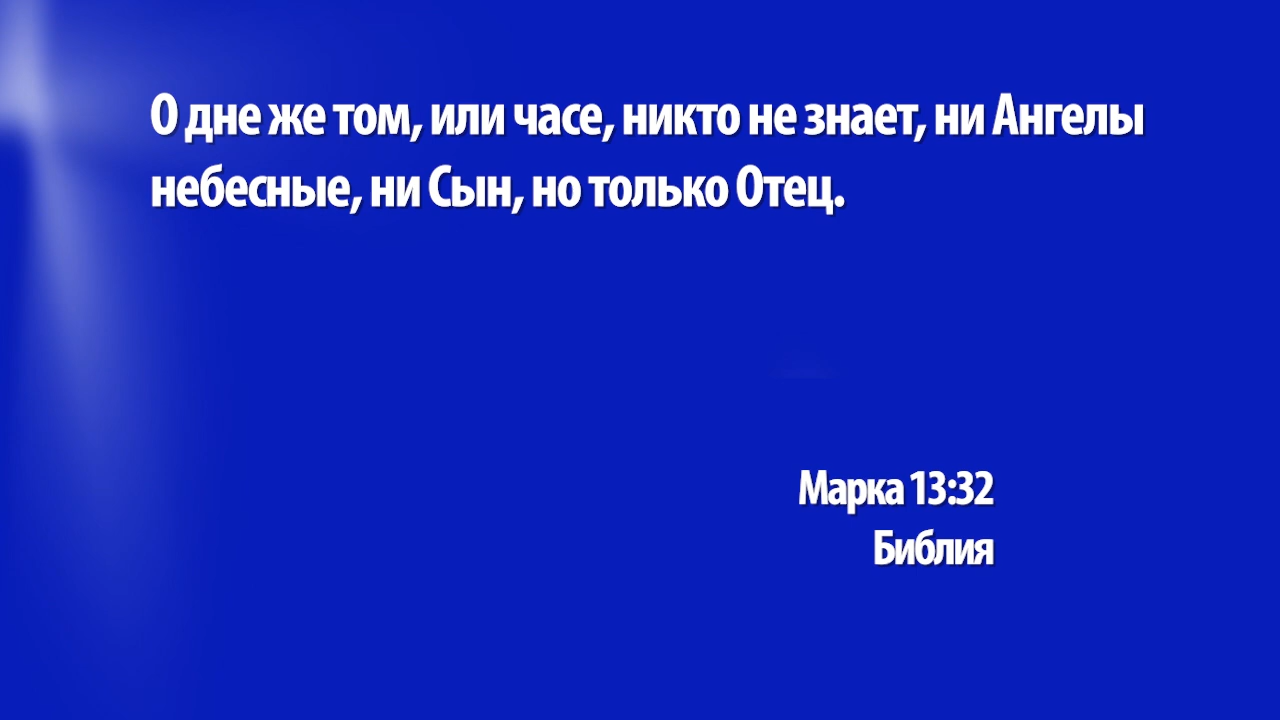 О дне же том, или часе, никто не знает, ни Ангелы
небесные, ни Сын, но только Отец.
Марка 13:32
Библия